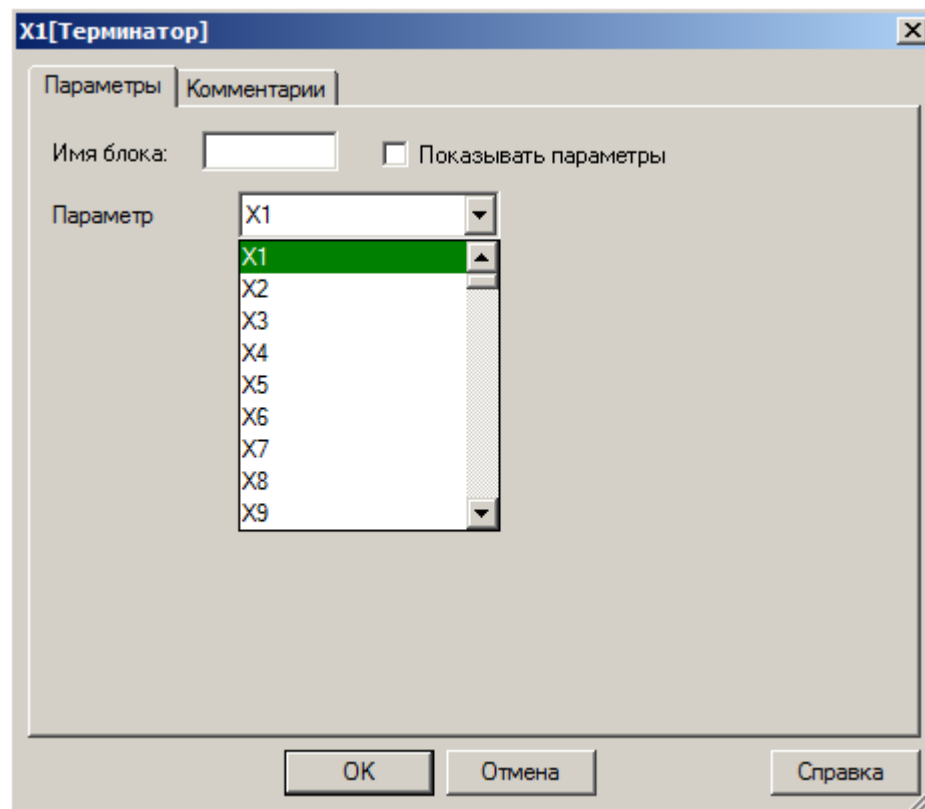 X1[Терминатор]
Параметры Комментарии
Имя блока: Показывать параметры
Параметр X1
X1
X2
X3
X4
X5
X6
X7
X8
X9
OK Отмена Справка